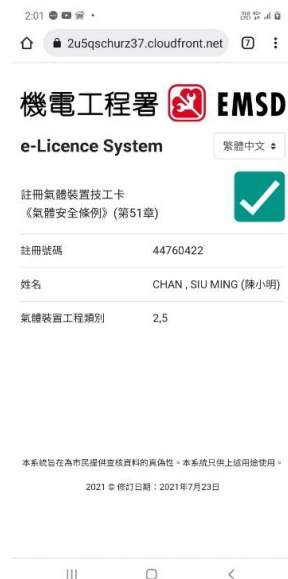 2:01
2u5qschurz37.cloudfront.net
7
機電工程署 EMSD
e-Licence System
繁體中文
註冊氣體裝置技工卡
《氣體安全條例》(第51章)
註冊號碼 44760422
姓名 CHAN , SIU MING (陳小明)
氣體裝置工程類別 2,5
本系統旨在為市民提供查核資料的真偽性。本系統只供上述用途使用。
2021 © 修訂日期：2021年7月23日